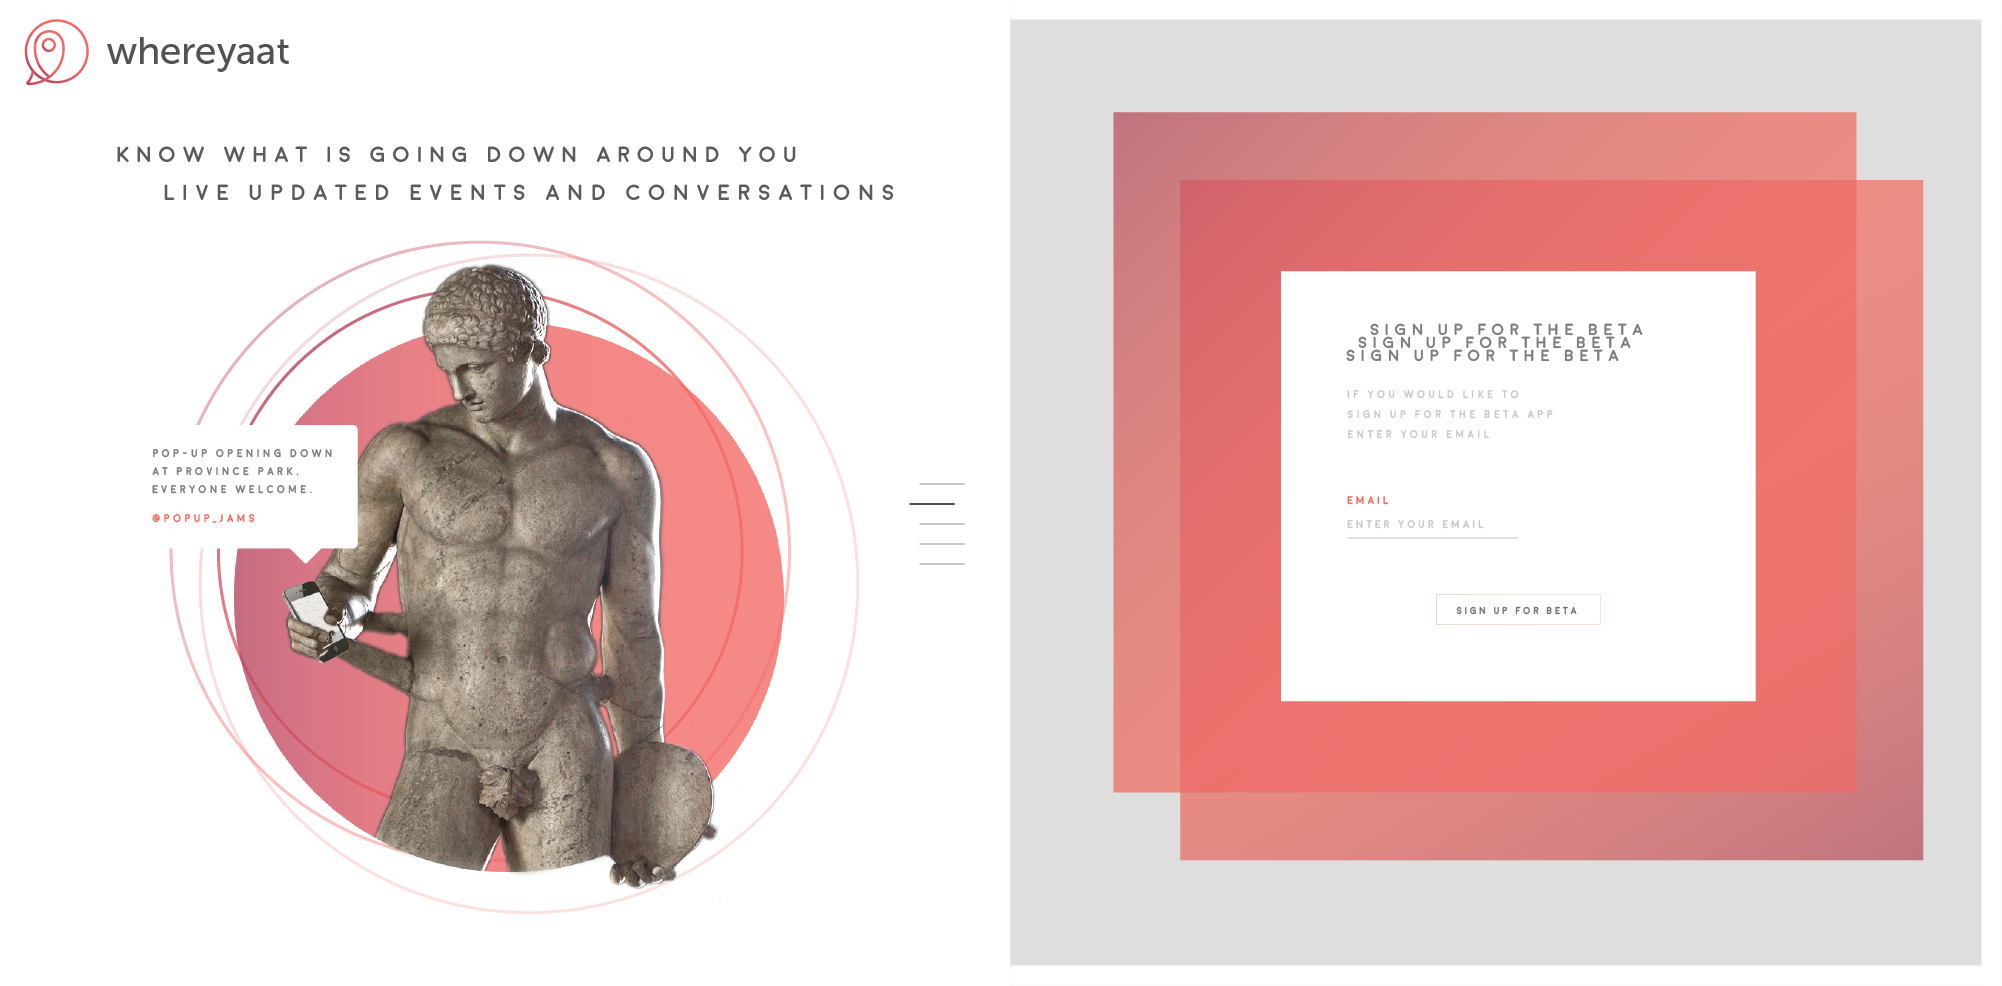 whereyaat
KNOW WHAT IS GOING DOWN AROUND YOU
LIVE UPDATED EVENTS AND CONVERSATIONS
POP-UP OPENING DOWN
AT PROVINCE PARK.
EVERYONE WELCOME.
@POPUP_JAMS
SIGN UP FOR THE BETA
SIGN UP FOR THE BETA
SIGN UP FOR THE BETA
IF YOU WOULD LIKE TO
SIGN UP FOR THE BETA APP
ENTER YOUR EMAIL
EMAIL
ENTER YOUR EMAIL
SIGN UP FOR BETA